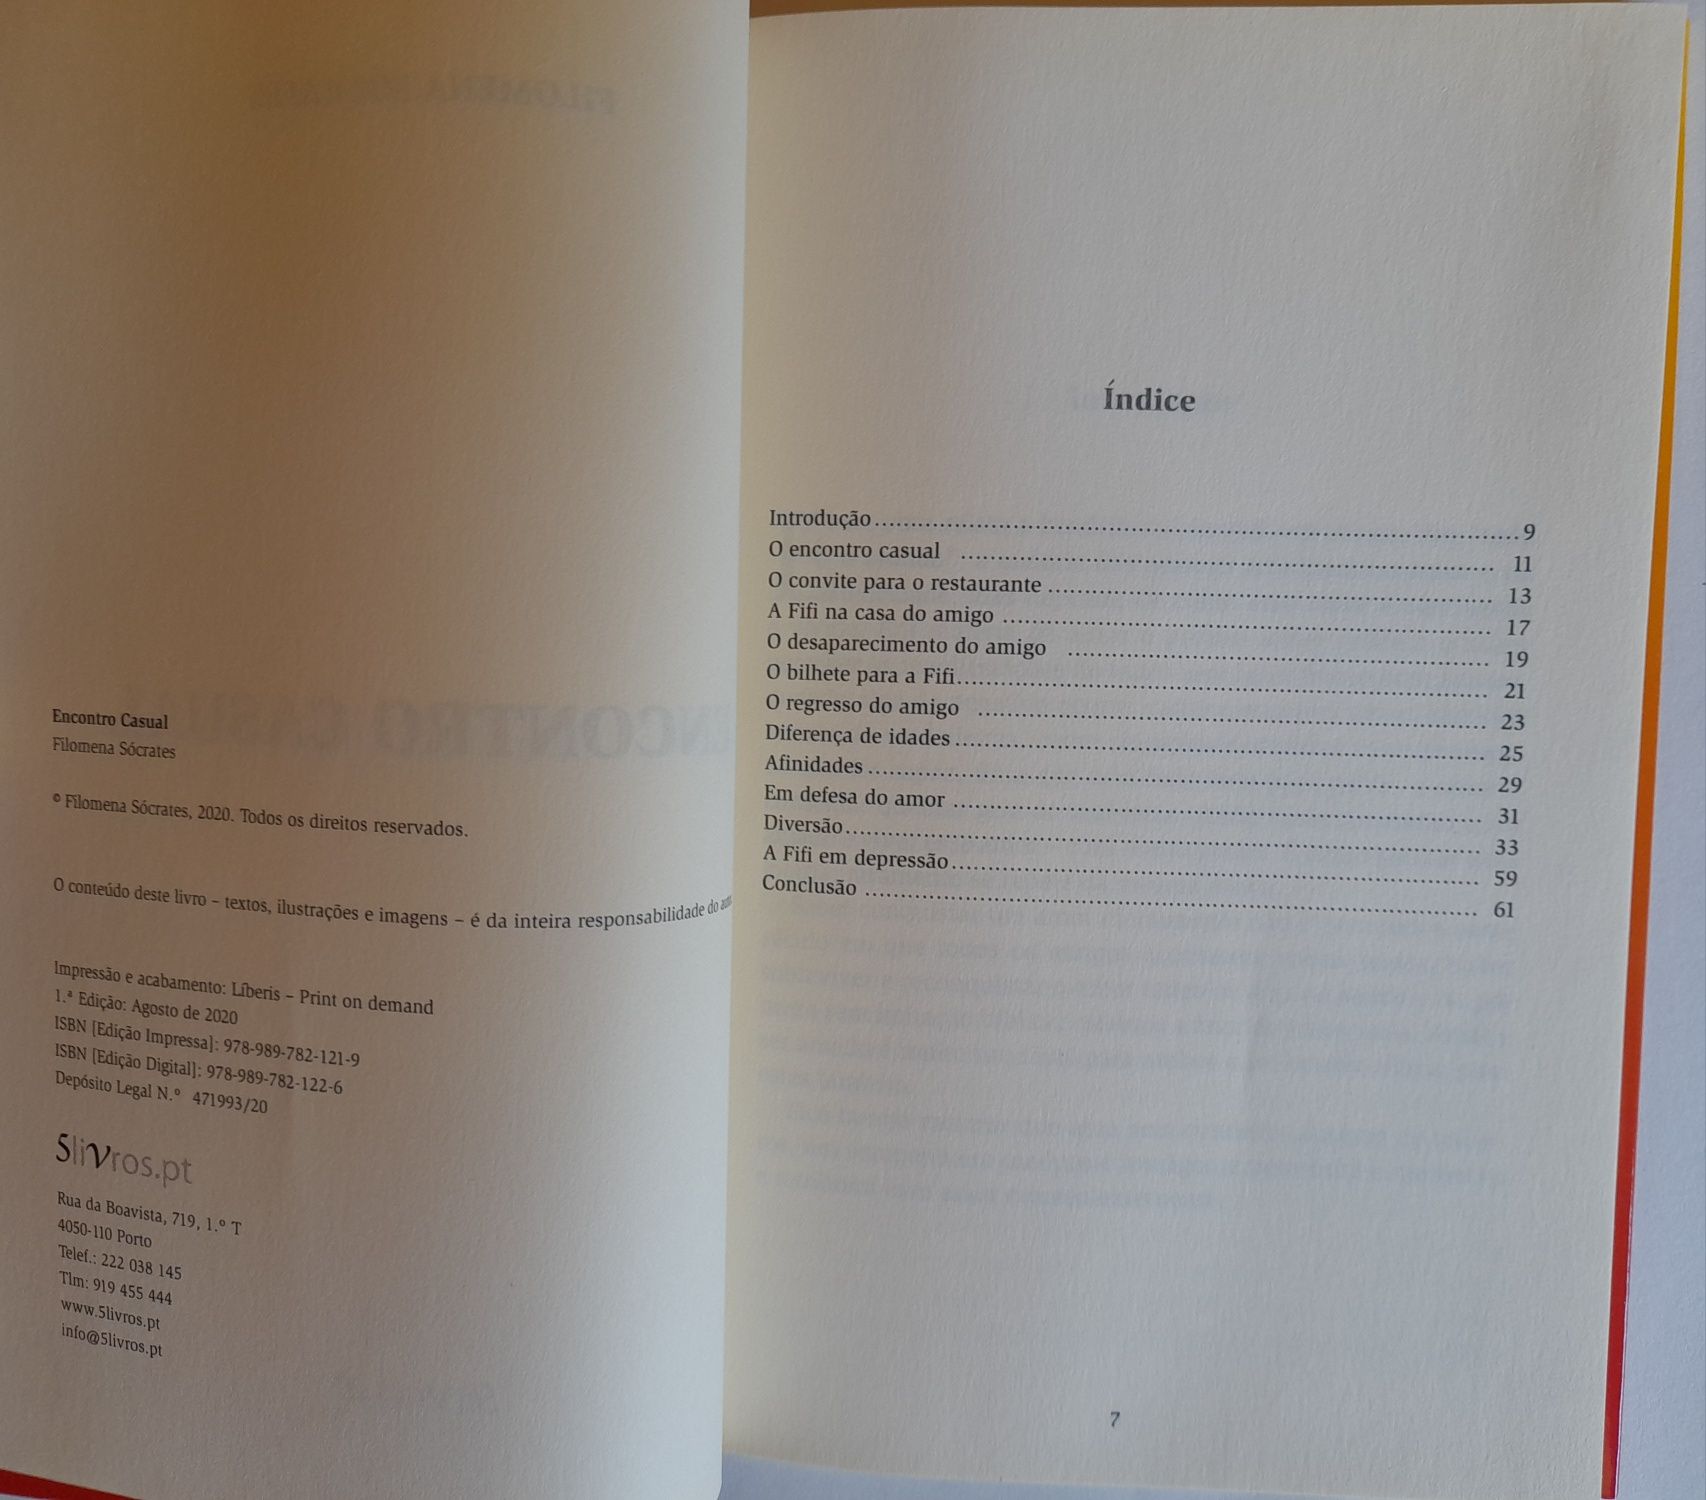 Encontro Casual
Filomena Sócrates
© Filomena Sócrates, 2020. Todos os direitos reservados.
O conteúdo deste livro – textos, ilustrações e imagens – é da inteira responsabilidade do
Impressão e acabamento: Líberis – Print on demand
1.ª Edição: Agosto de 2020
ISBN [Edição Impressa]: 978-989-782-121-9
ISBN [Edição Digital]: 978-989-782-122-6
Depósito Legal N.º 471993/20
5livros.pt
Rua da Boavista, 719, 1.º T
4050-110 Porto
Telef.: 222 038 145
Tlm: 919 455 444
www.5livros.pt
info@5livros.pt
Índice
Introdução........................................9
O encontro casual ........................................ 11
O convite para o restaurante ........................................ 13
A Fifi na casa do amigo ........................................ 17
O desaparecimento do amigo ........................................ 19
O bilhete para a Fifi........................................ 21
O regresso do amigo ........................................ 23
Diferença de idades ........................................ 25
Afinidades ........................................ 29
Em defesa do amor ........................................ 31
Diversão........................................ 33
A Fifi em depressão........................................ 59
Conclusão ........................................ 61
7